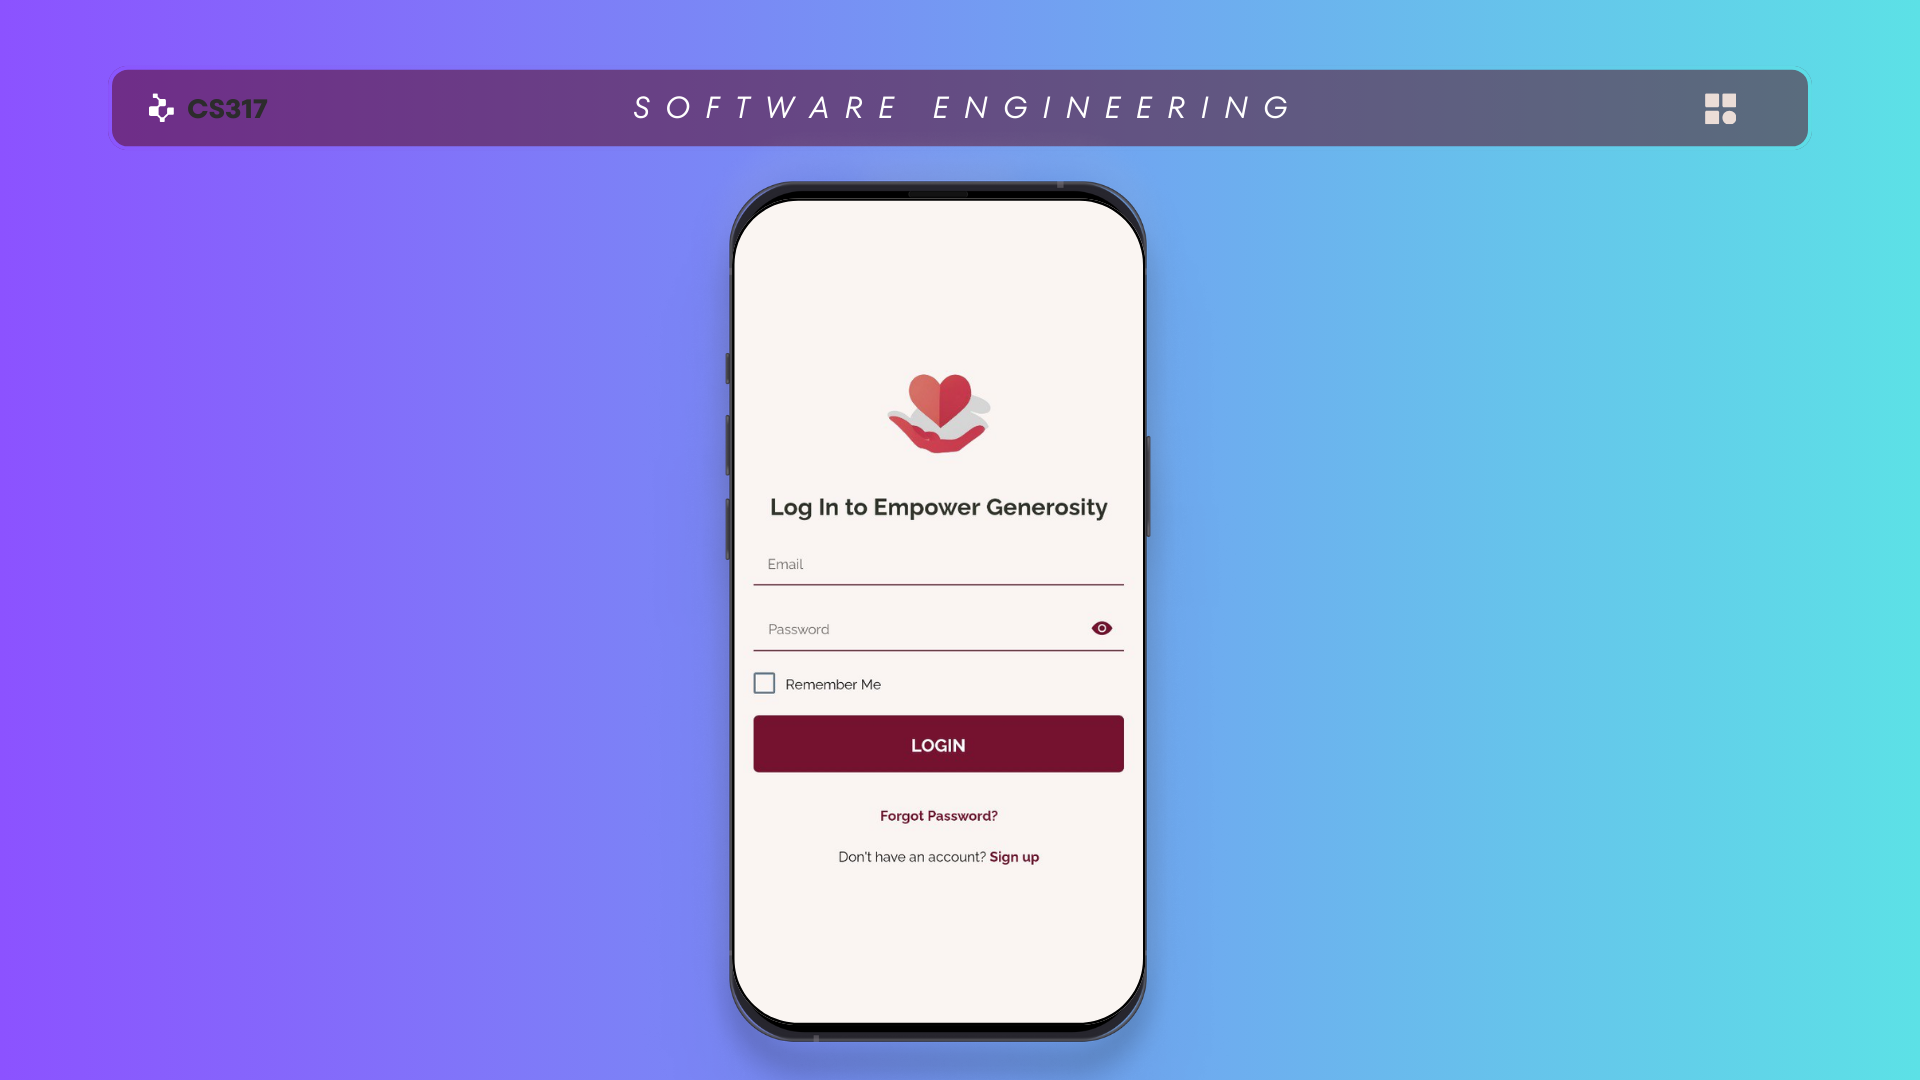 CS317
SOFTWARE ENGINEERING
Log In to Empower Generosity
Email
Password
Remember Me
LOGIN
Forgot Password?
Don't have an account? Sign up